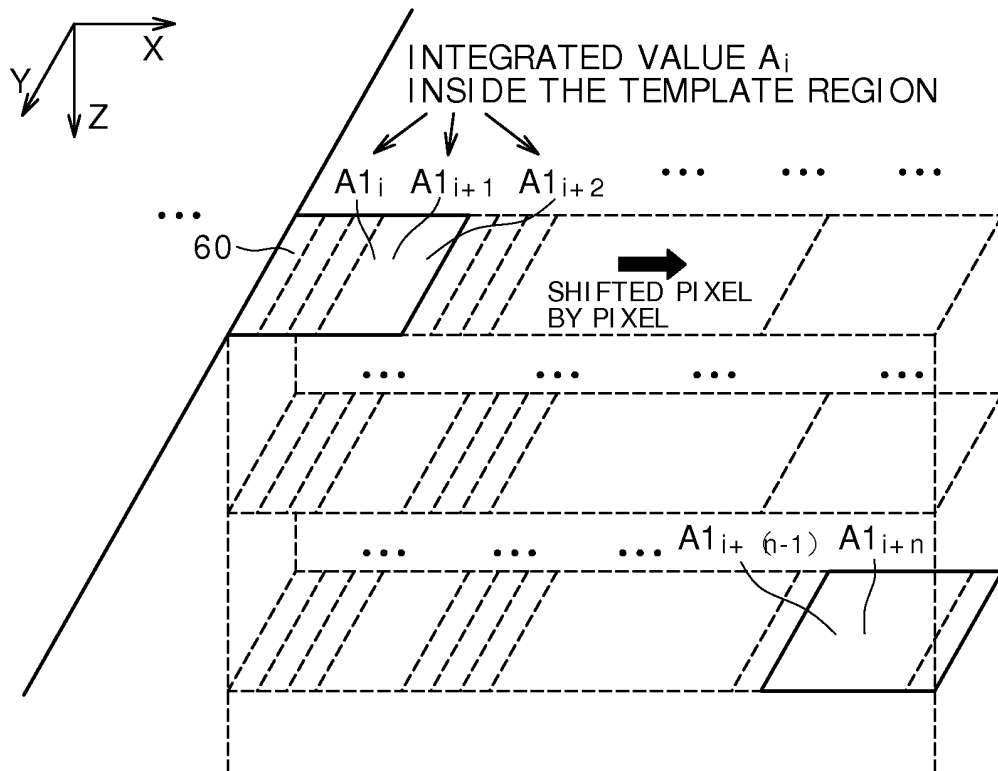 X
Y
Z
INTEGRATED VALUE Ai
INSIDE THE TEMPLATE REGION
A1i A1i+1 A1i+2 ••• ••• •••
•••
60
SHIFTED PIXEL
BY PIXEL
••• ••• ••• •••
••• ••• ••• A1i+ (n-1) A1i+n